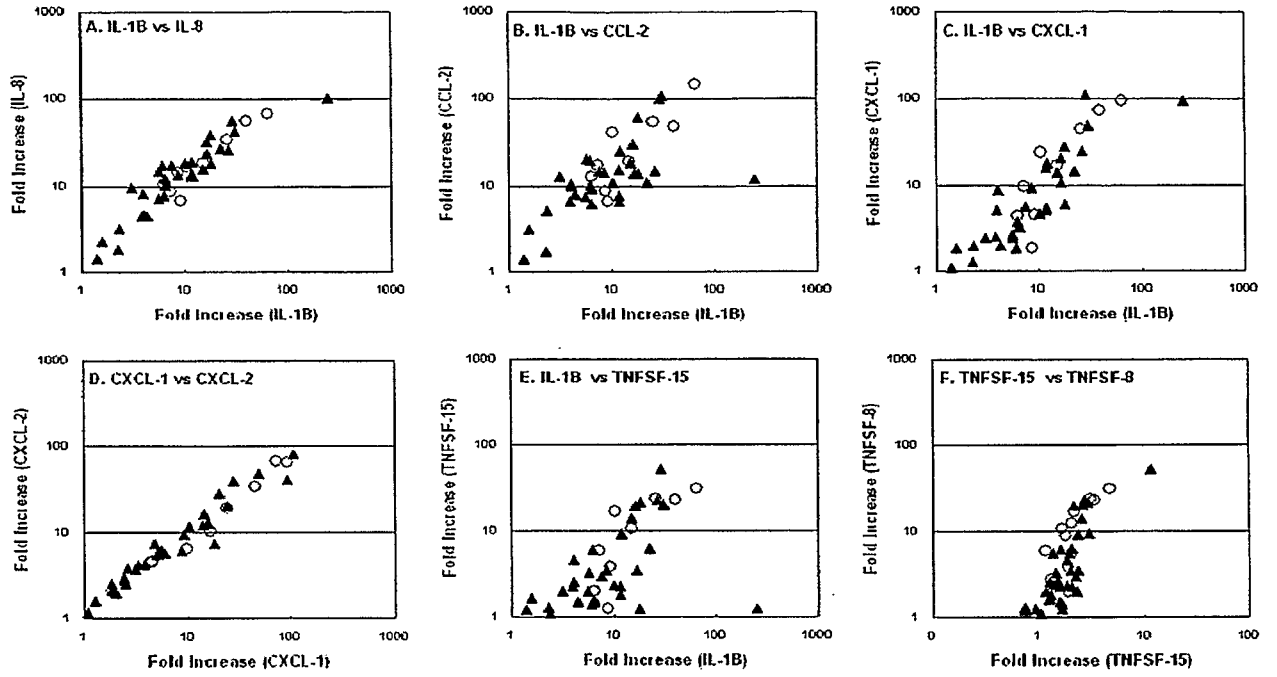 A. IL-1B vs IL-8
1000
100
10
1
Fold Increase (IL-8)
1 10 100 1000
Fold Increase (IL-1B)
B. IL-1B vs CCL-2
1000
100
10
1
Fold Increase (CCL-2)
1 10 100 1000
Fold Increase (IL-1B)
C. IL-1B vs CXCL-1
1000
100
10
1
Fold Increase (CXCL-1)
1 10 100 1000
Fold Increase (IL-1B)
D. CXCL-1 vs CXCL-2
1000
100
10
1
Fold Increase (CXCL-2)
1 10 100 1000
Fold Increase (CXCL-1)
E. IL-1B vs TNFSF-15
1000
100
10
1
Fold Increase (TNFSF-15)
1 10 100 1000
Fold Increase (IL-1B)
F. TNFSF-15 vs TNFSF-8
1000
100
10
1
Fold Increase (TNFSF-8)
0 1 10 100
Fold Increase (TNFSF-15)